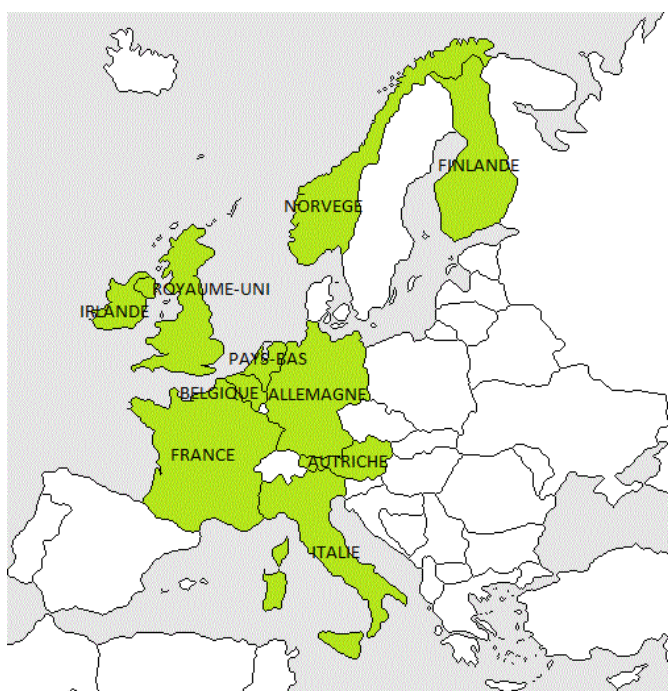 FINLANDE
NORVEGE
ROYAUME-UNI
IRLANDE
PAYS-BAS
BELGIQUE
ALLEMAGNE
FRANCE
AUTRICHE
ITALIE